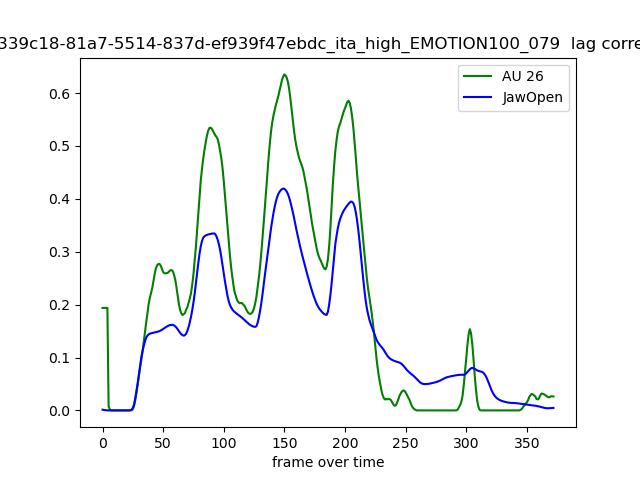 339c18-81a7-5514-837d-ef939f47ebdc_ita_high_EMOTION100_079 lag corre
AU 26
JawOpen
0.6
0.5
0.4
0.3
0.2
0.1
0.0
0 50 100 150 200 250 300 350
frame over time